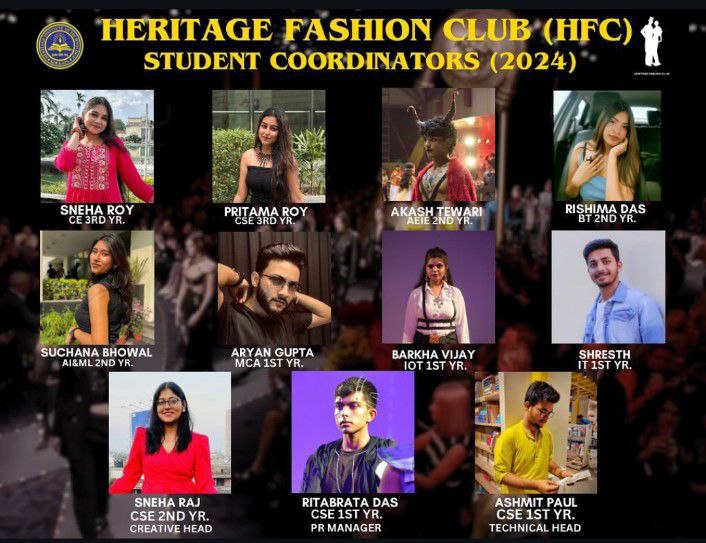 HERITAGE FASHION CLUB (HFC)
STUDENT COORDINATORS (2024)
SNEHA ROY
CE 3RD YR.
PRITAMA ROY
CSE 3RD YR.
AKASH TEWARI
AEIE 2ND YR.
RISHIMA DAS
BT 2ND YR.
SUCHANA BHOWAL
AI&ML 2ND YR.
ARYAN GUPTA
MCA 1ST YR.
BARKHA VIJAY
IOT 1ST YR.
SHRESTH
IT 1ST YR.
SNEHA RAJ
CSE 2ND YR.
CREATIVE HEAD
RITABRATA DAS
CSE 1ST YR.
PR MANAGER
ASHMIT PAUL
CSE 1ST YR.
TECHNICAL HEAD